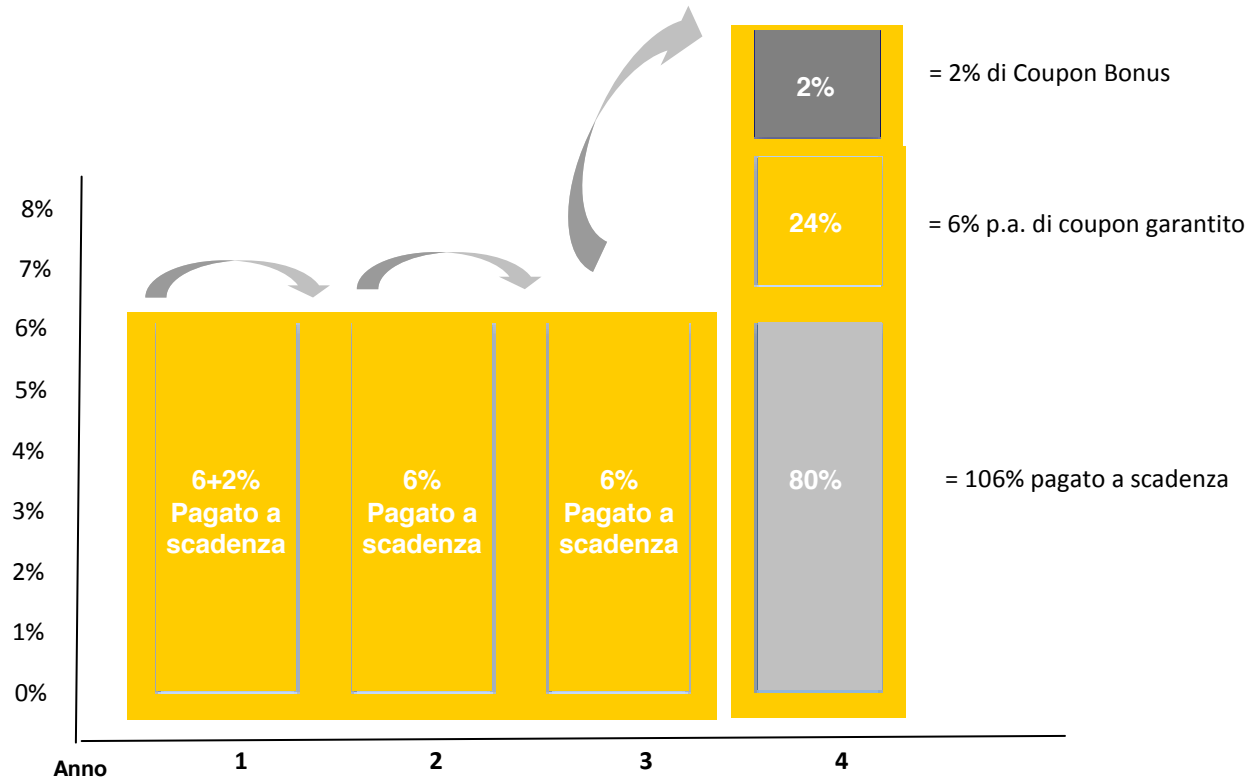 2%
= 2% di Coupon Bonus
24%
= 6% p.a. di coupon garantito
8%
7%
6%
5%
4%
3%
2%
1%
0%
6+2%
Pagato a
scadenza
6%
Pagato a
scadenza
6%
Pagato a
scadenza
80%
= 106% pagato a scadenza
Anno
1
2
3
4